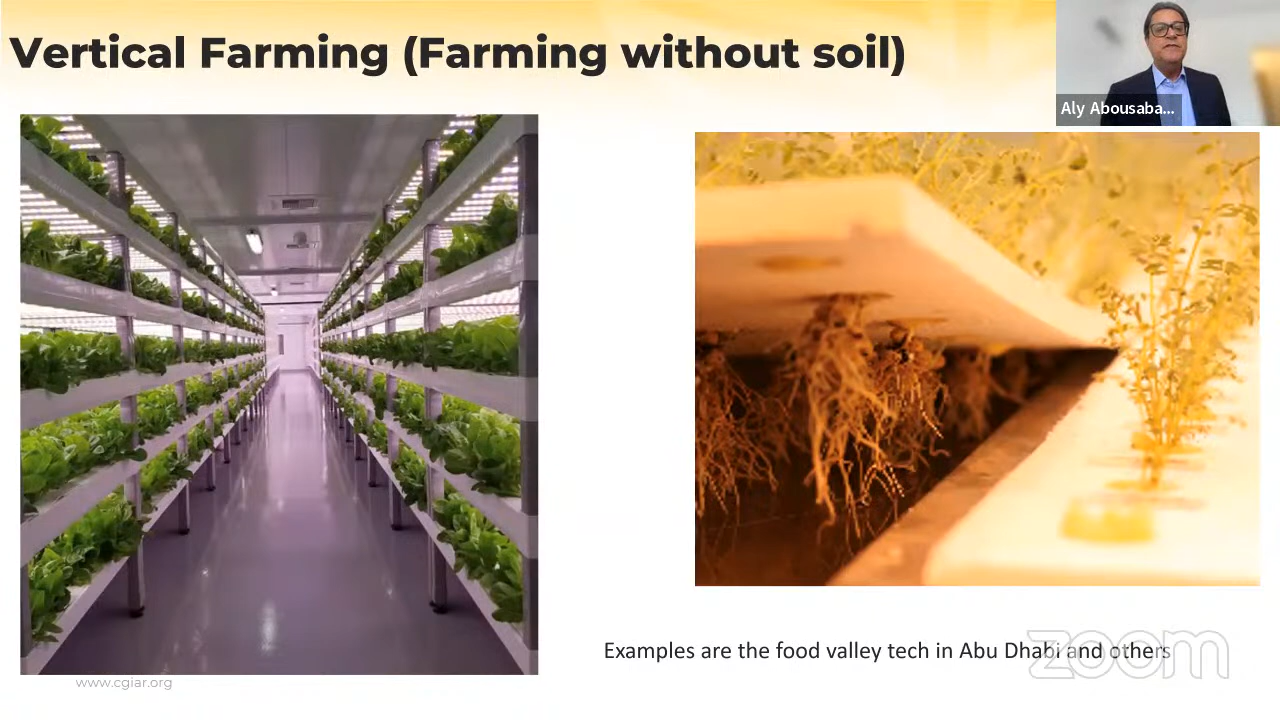 Vertical Farming (Farming without soil)
Aly Abousaba...
Examples are the food valley tech in Abu Dhabi and others
zoom
www.cgiar.org